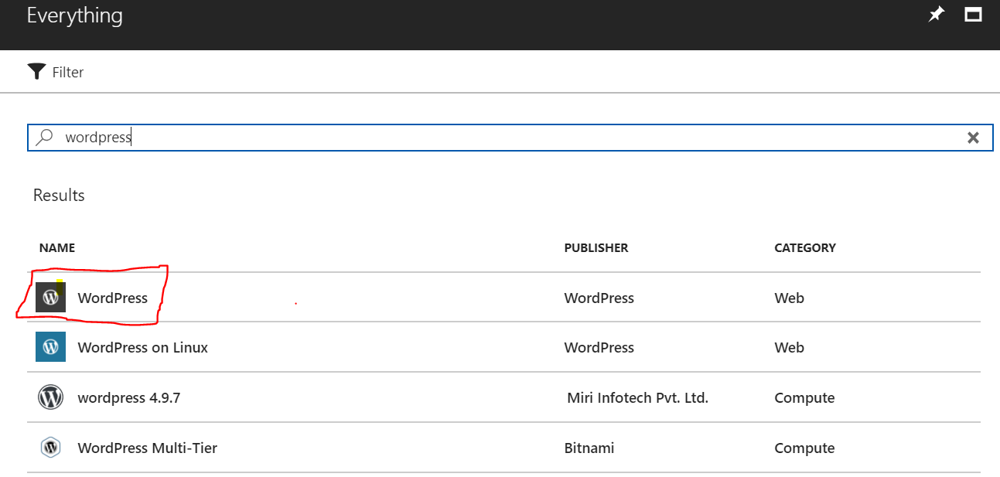 Everything
Filter
wordpress
Results
NAME PUBLISHER CATEGORY
WordPress WordPress Web
WordPress on Linux WordPress Web
wordpress 4.9.7 Miri Infotech Pvt. Ltd. Compute
WordPress Multi-Tier Bitnami Compute